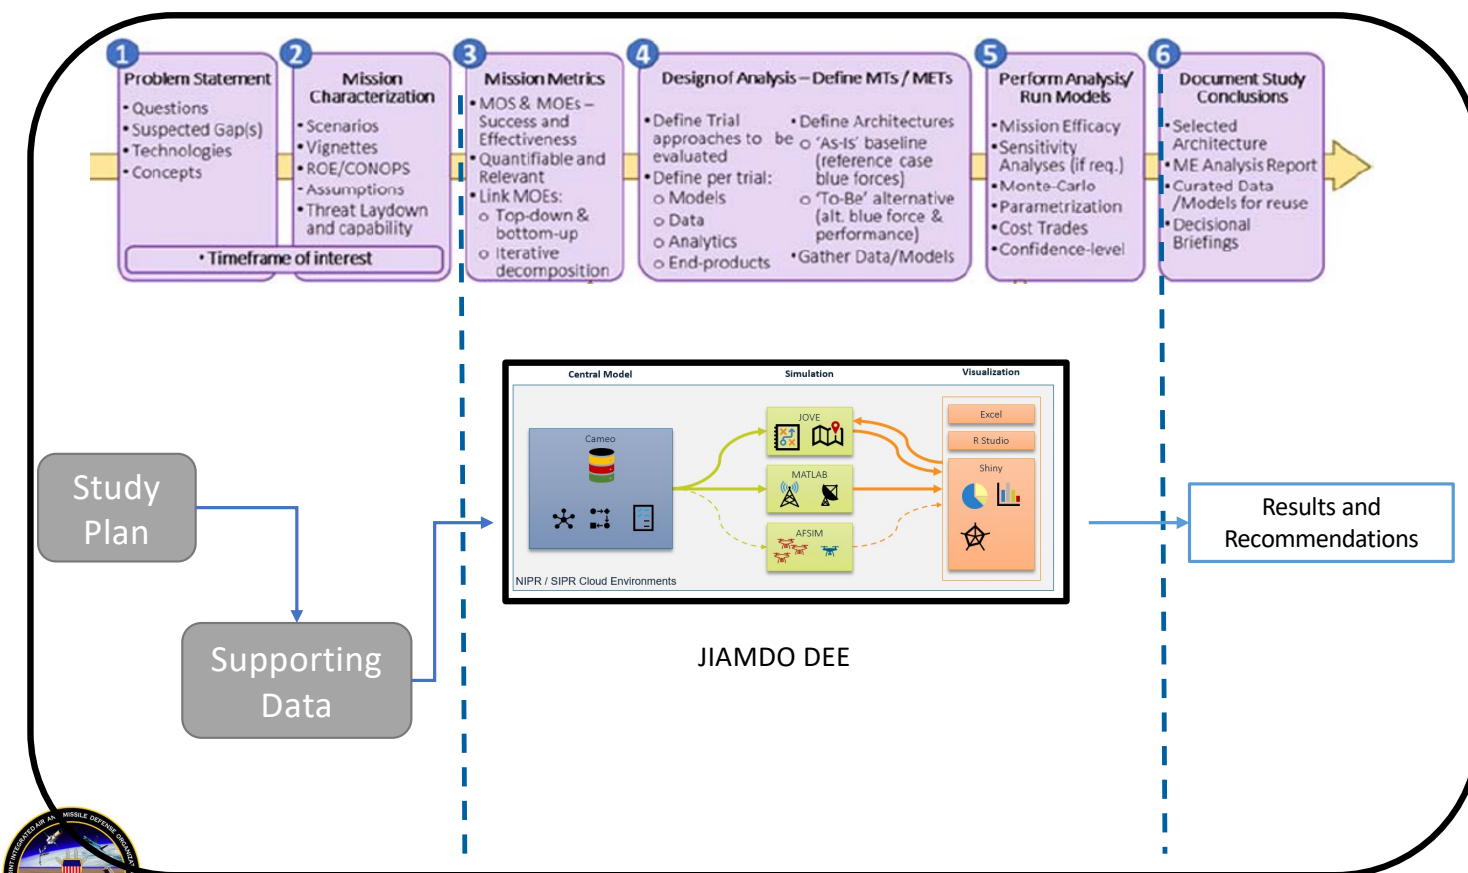 1
Problem Statement
• Questions
• Suspected Gap(s)
• Technologies
• Concepts
2
Mission
Characterization
• Scenarios
• Vignettes
• ROE/CONOPS
- Assumptions
• Threat Laydown
and capability
• Timeframe of interest
3
Mission Metrics
• MOS & MOEs –
Success and
Effectiveness
• Quantifiable and
Relevant
• Link MOEs:
o Top-down &
bottom-up
o Iterative
decomposition
4
Design of Analysis – Define MTs / METs
• Define Trial
approaches to be
evaluated
• Define per trial:
o Models
o Data
o Analytics
o End-products
• Define Architectures
o 'As-Is' baseline
(reference case
blue forces)
o 'To-Be' alternative
(alt. blue force &
performance)
• Gather Data/Models
5
Perform Analysis/
Run Models
• Mission Efficacy
• Sensitivity
Analyses (if req.)
• Monte-Carlo
• Parametrization
• Cost Trades
• Confidence-level
6
Document Study
Conclusions
• Selected
Architecture
• ME Analysis Report
• Curated Data
/Models for reuse
• Decisional
Briefings
Central Model
Simulation
Visualization
Cameo
JOVE
MATLAB
AFSIM
Excel
R Studio
Shiny
NIPR / SIPR Cloud Environments
Study
Plan
Supporting
Data
JIAMDO DEE
Results and
Recommendations
INTEGRATED AIR AN MISSILE DEFENSE ORGANIZAT